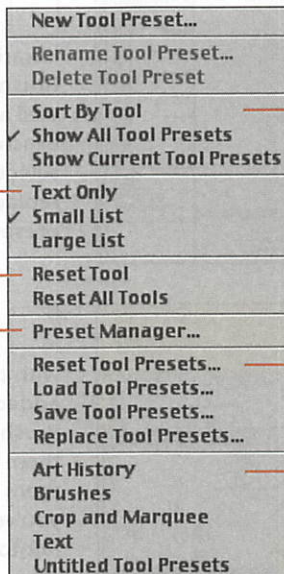 New Tool Preset...
Rename Tool Preset...
Delete Tool Preset
Sort By Tool
✓ Show All Tool Presets
Show Current Tool Presets
Text Only
✓ Small List
Large List
Reset Tool
Reset All Tools
Preset Manager...
Reset Tool Presets...
Load Tool Presets...
Save Tool Presets...
Replace Tool Presets...
Art History
Brushes
Crop and Marquee
Text
Untitled Tool Presets